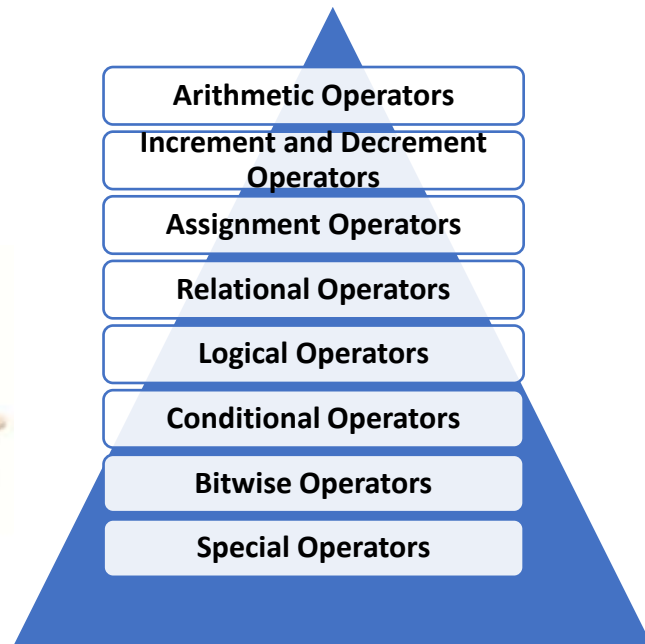 Arithmetic Operators
Increment and Decrement
Operators
Assignment Operators
Relational Operators
Logical Operators
Conditional Operators
Bitwise Operators
Special Operators